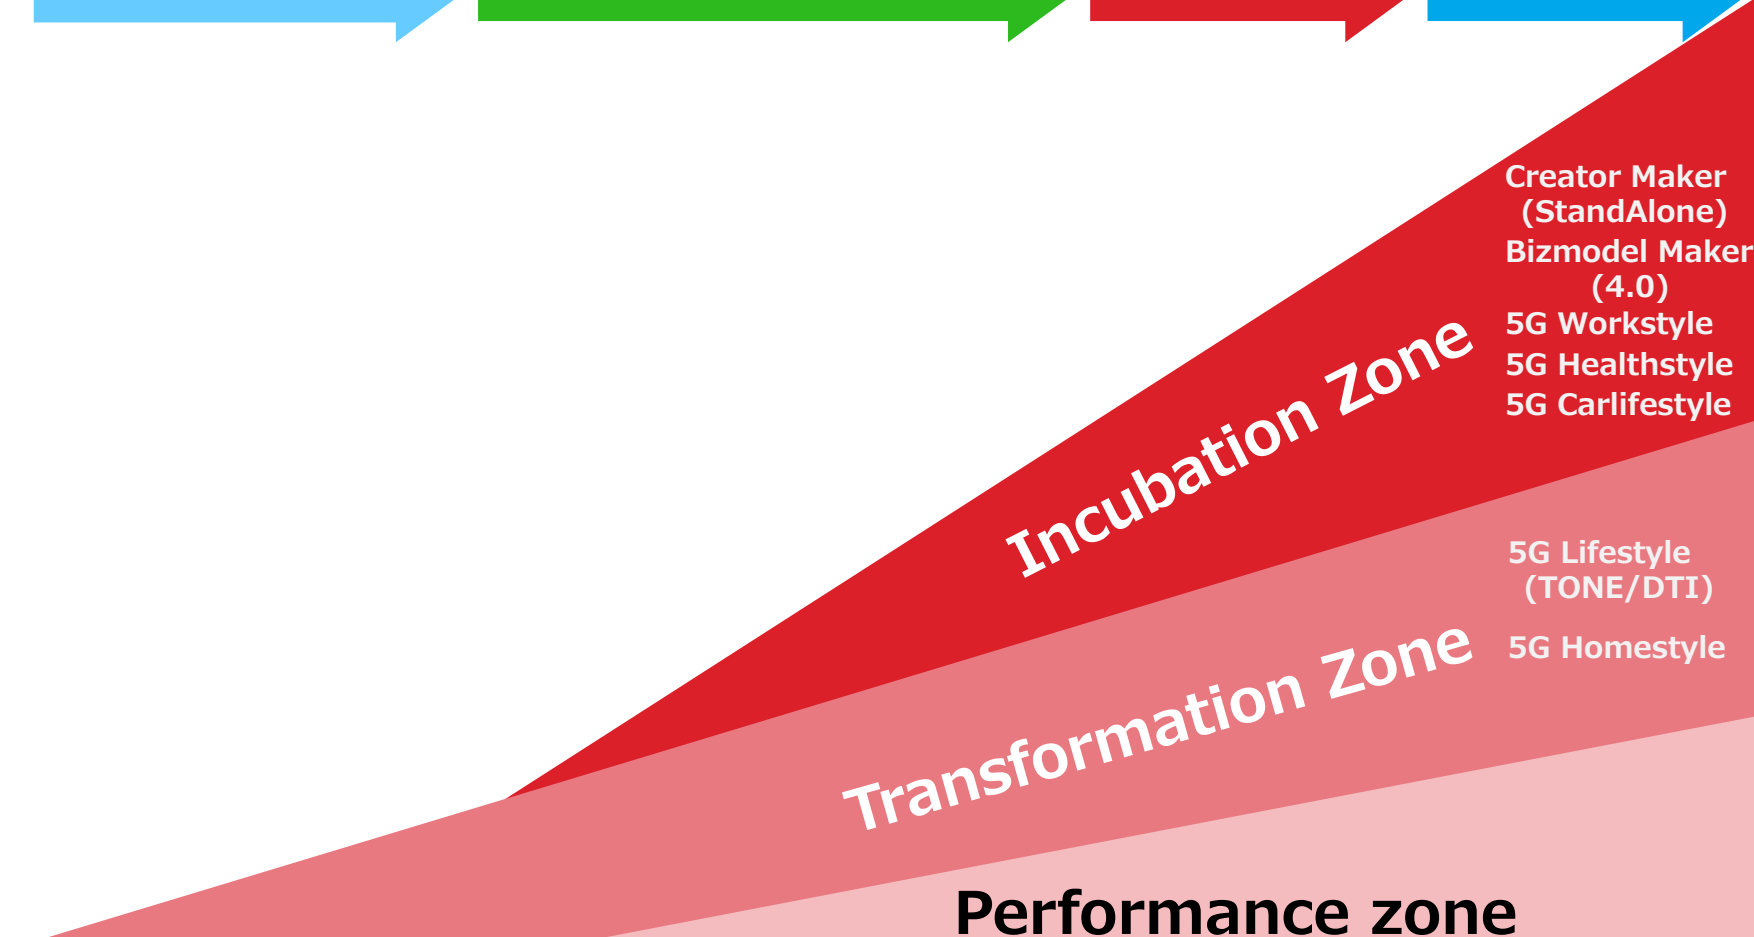 Creator Maker
(StandAlone)
Bizmodel Maker
(4.0)
5G Workstyle
5G Healthstyle
5G Carlifestyle
Incubation Zone
5G Lifestyle
(TONE/DTI)
5G Homestyle
Transformation Zone
Performance zone